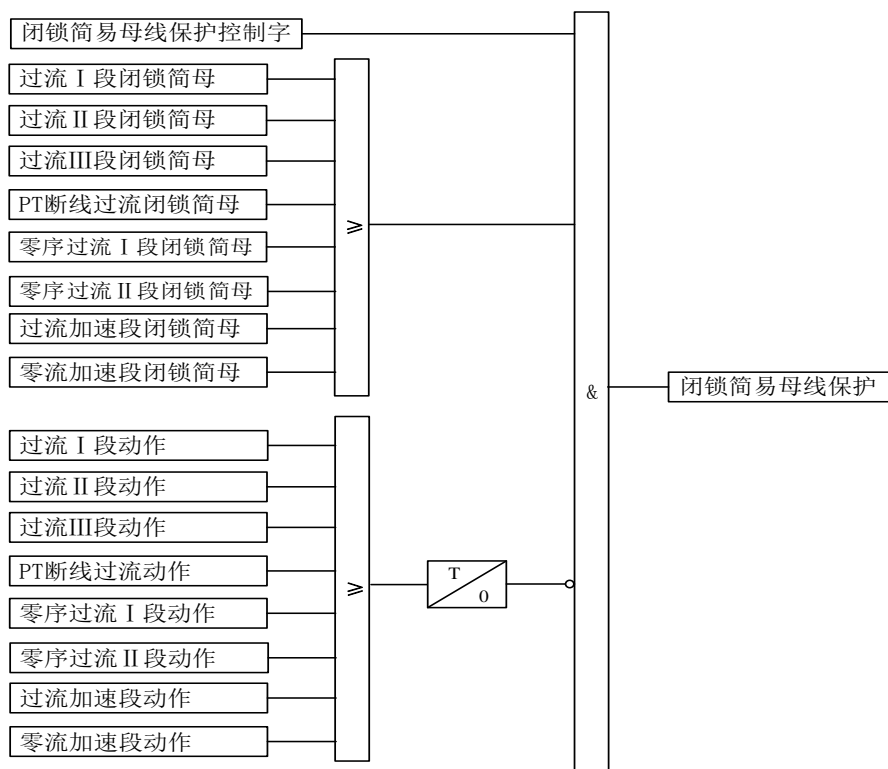 闭锁简易母线保护控制字
过流Ⅰ段闭锁简母
过流Ⅱ段闭锁简母
过流Ⅲ段闭锁简母
PT断线过流闭锁简母
零序过流Ⅰ段闭锁简母
零序过流Ⅱ段闭锁简母
过流加速段闭锁简母
零流加速段闭锁简母
≥
&
闭锁简易母线保护
过流Ⅰ段动作
过流Ⅱ段动作
过流Ⅲ段动作
PT断线过流动作
零序过流Ⅰ段动作
零序过流Ⅱ段动作
过流加速段动作
零流加速段动作
≥
T
0